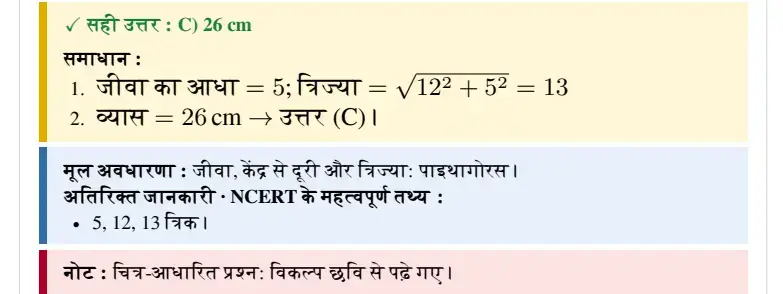 ✓ सही उत्तर : C) 26 cm
समाधान :
1. जीवा का आधा = 5; त्रिज्या = √(12² + 5²) = 13
2. व्यास = 26 cm → उत्तर (C)।
मूल अवधारणा : जीवा, केंद्र से दूरी और त्रिज्या: पाइथागोरस।
अतिरिक्त जानकारी · NCERT के महत्वपूर्ण तथ्य :
• 5, 12, 13 त्रिक।
नोट : चित्र-आधारित प्रश्न: विकल्प छवि से पढ़े गए।